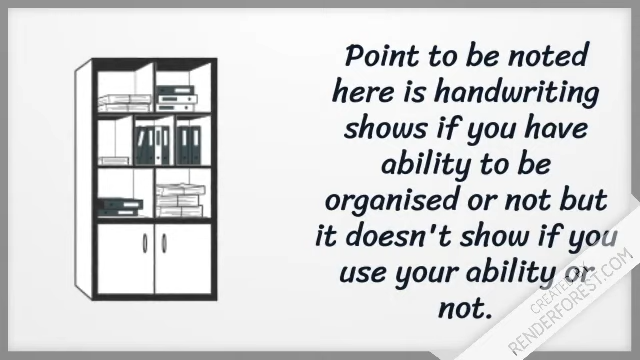 Point to be noted
here is handwriting
shows if you have
ability to be
organised or not but
it doesn't show if you
use your ability or
not.
CREATED BY
RENDERFOREST.COM